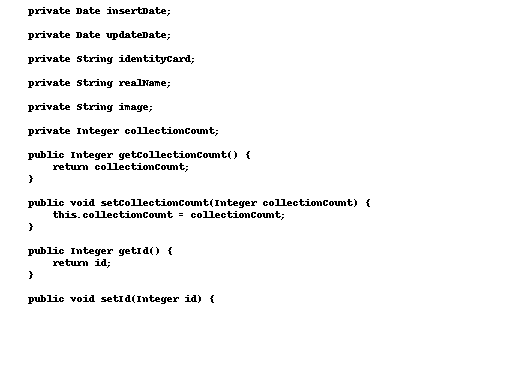 private Date insertDate;
private Date updateDate;
private String identityCard;
private String realName;
private String image;
private Integer collectionCount;
public Integer getCollectionCount() {
return collectionCount;
}
public void setCollectionCount(Integer collectionCount) {
this.collectionCount = collectionCount;
}
public Integer getId() {
return id;
}
public void setId(Integer id) {